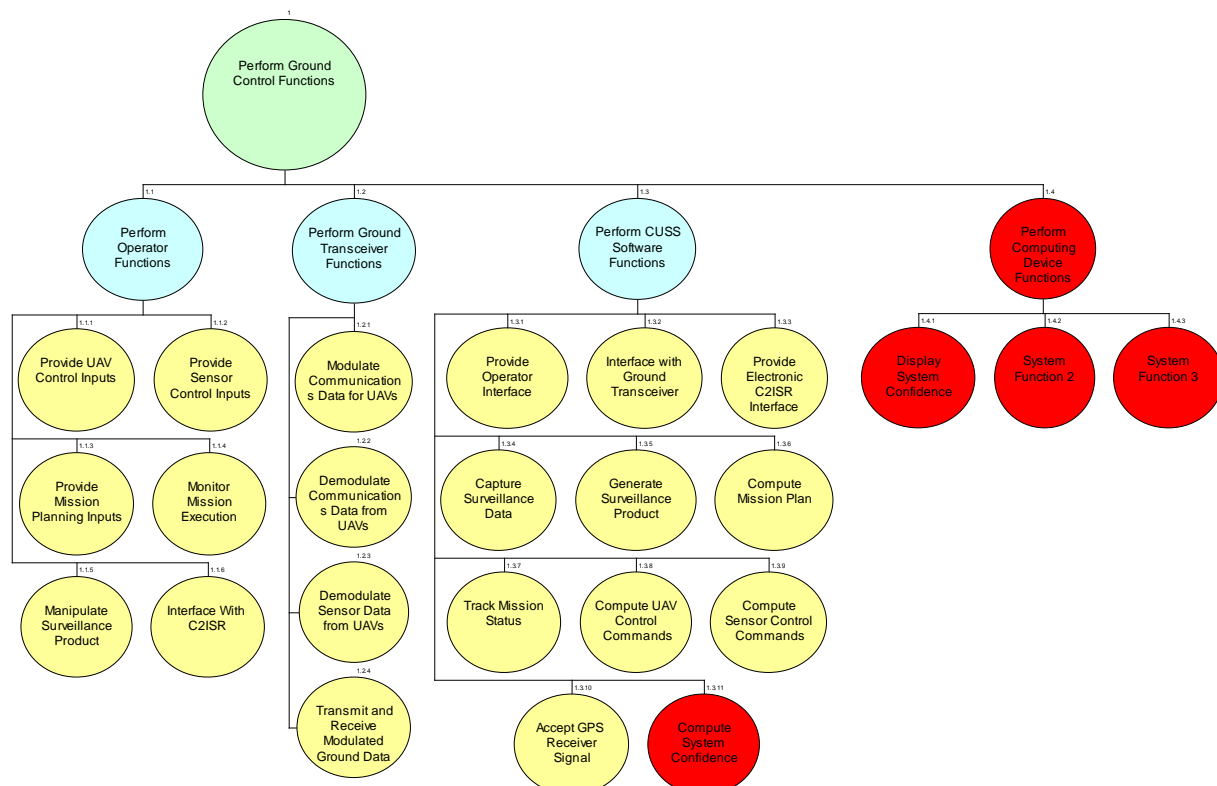 1
Perform Ground
Control Functions
1.1
1.2
1.3
1.4
Perform
Operator
Functions
Perform Ground
Transceiver
Functions
Perform CUSS
Software
Functions
Perform
Computing
Device
Functions
1.1.1
1.1.2
1.2.1
1.3.1
1.3.2
1.3.3
1.4.1
1.4.2
1.4.3
Provide UAV
Control Inputs
Provide
Sensor
Control Inputs
Modulate
Communication
s Data for UAVs
Provide
Operator
Interface
Interface with
Ground
Transceiver
Provide
Electronic
C2ISR
Interface
Display
System
Confidence
System
Function 2
System
Function 3
1.1.3
1.1.4
1.2.2
1.3.4
1.3.5
1.3.6
Provide
Mission
Planning Inputs
Monitor
Mission
Execution
Demodulate
Communication
s Data from
UAVs
Capture
Surveillance
Data
Generate
Surveillance
Product
Compute
Mission Plan
1.1.5
1.1.6
1.2.3
1.3.7
1.3.8
1.3.9
Manipulate
Surveillance
Product
Interface With
C2ISR
Demodulate
Sensor Data
from UAVs
Track Mission
Status
Compute UAV
Control
Commands
Compute
Sensor Control
Commands
1.2.4
1.3.10
1.3.11
Transmit and
Receive
Modulated
Ground Data
Accept GPS
Receiver
Signal
Compute
System
Confidence